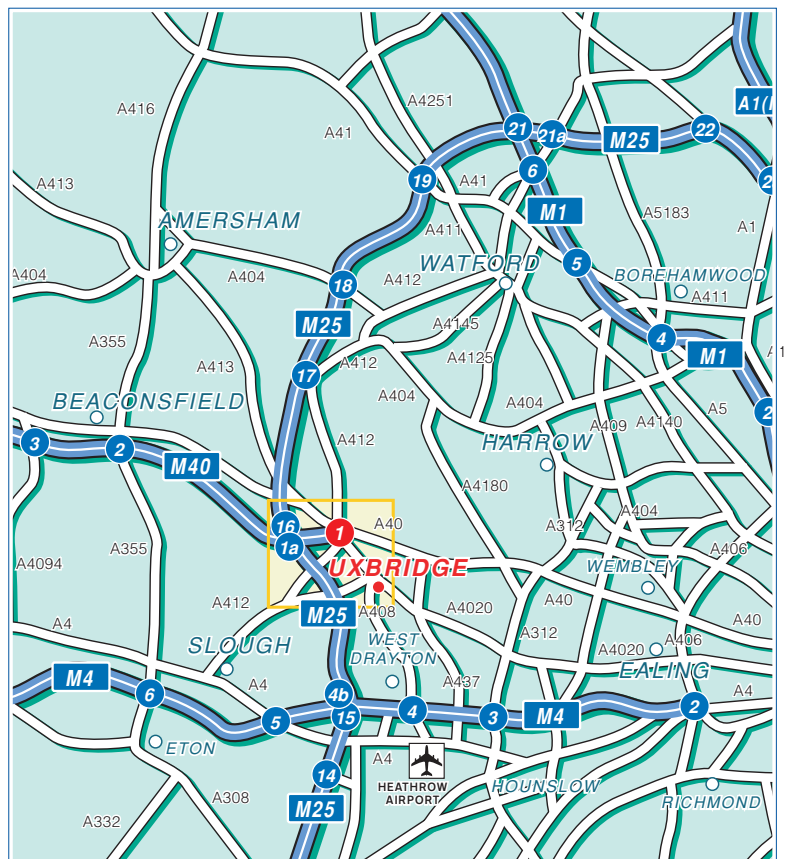 A416
A4251
A41
A1(
21
21a
M25
22
2
6
A413
19
A41
M1
A5183
A1
AMERSHAM
A411
A404
A404
WATFORD
5
BOREHAMWOOD
18
A412
A411
M25
A4145
A355
A412
A4125
4
M1
A1
A413
17
A404
A404
BEACONSFIELD
A5
2
A409
A4140
3
2
M40
A412
HARROW
A4180
A404
16
1
A40
A312
A406
1a
A355
A4094
UXBRIDGE
WEMBLEY
A412
M25
A408
A4020
A40
A4
A312
A40
SLOUGH
WEST
DRAYTON
A4020
A406
EALING
M4
6
A4
4b
A437
A4
5
15
4
3
M4
2
ETON
A4
14
HEATHROW
AIRPORT
HOUNSLOW
A308
M25
RICHMOND
A332